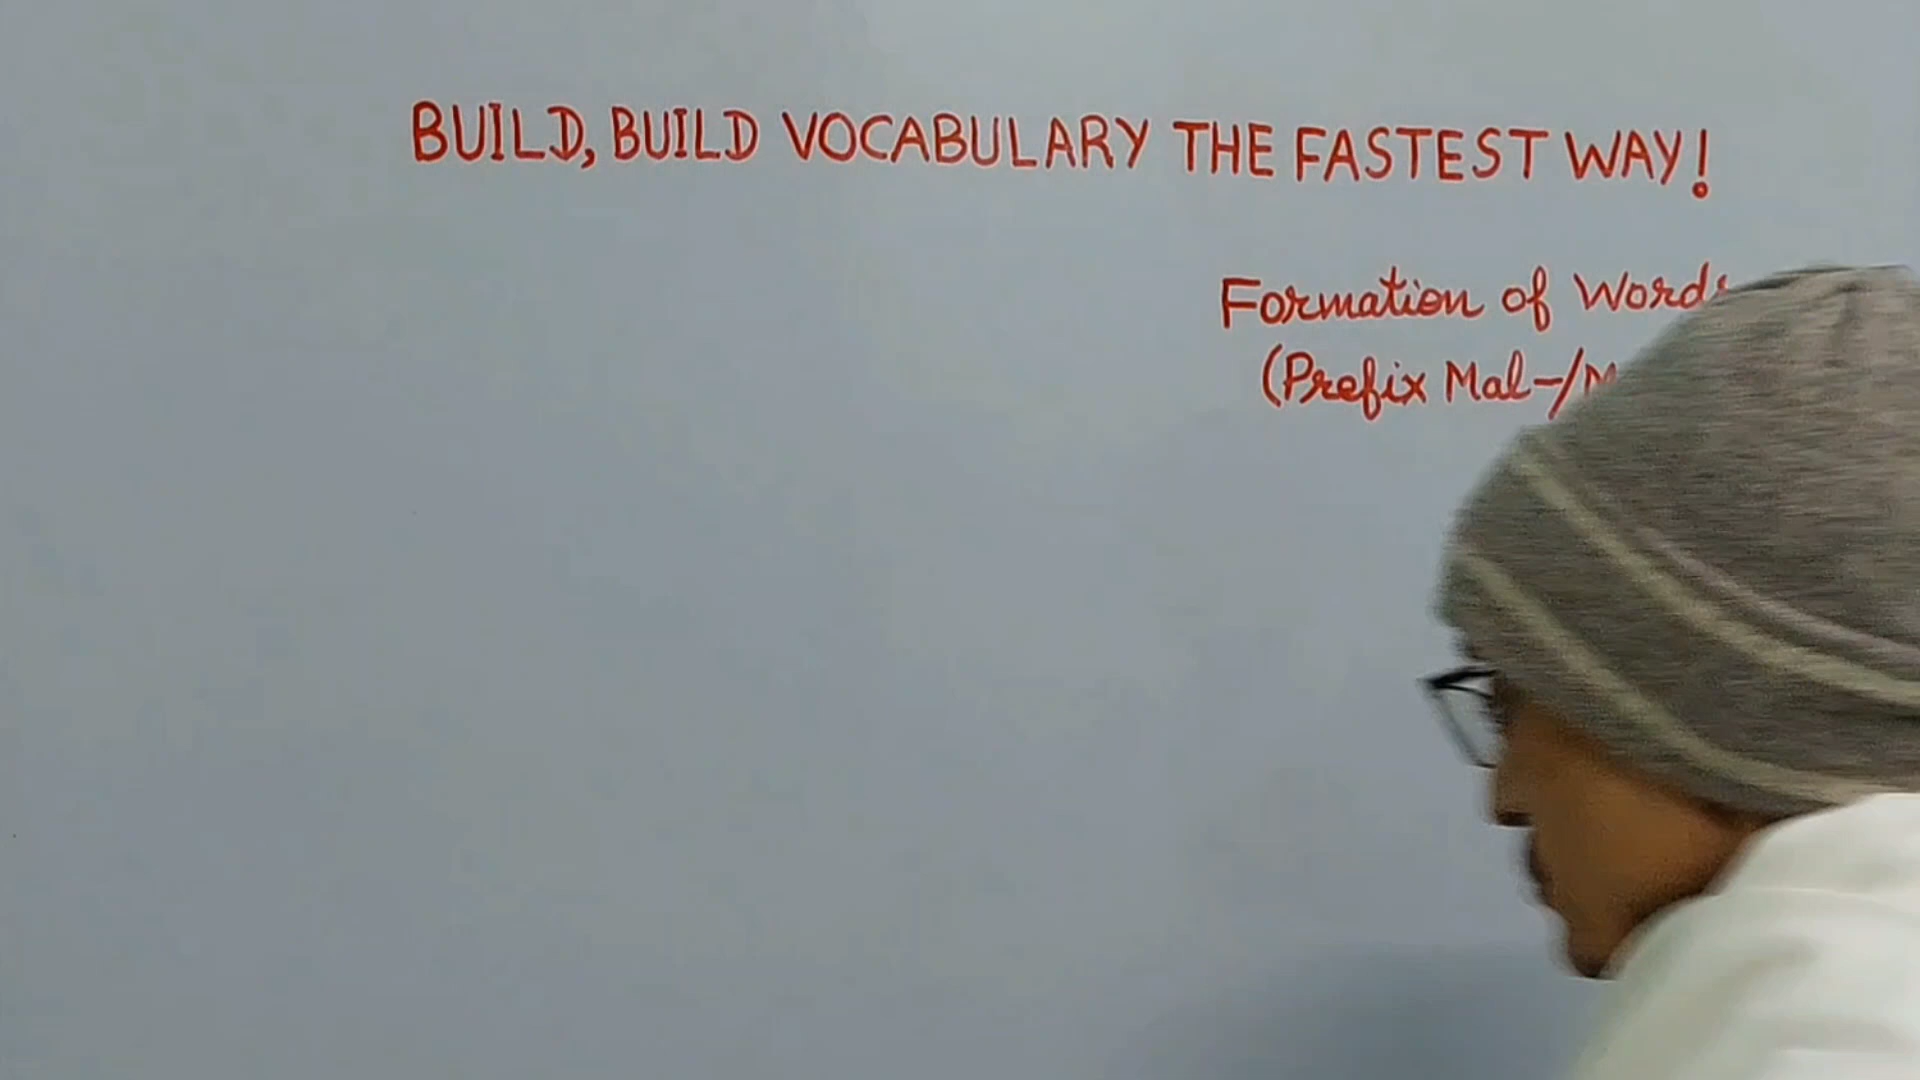 BUILD, BUILD VOCABULARY THE FASTEST WAY!
Formation of Words
(Prefix Mal-/